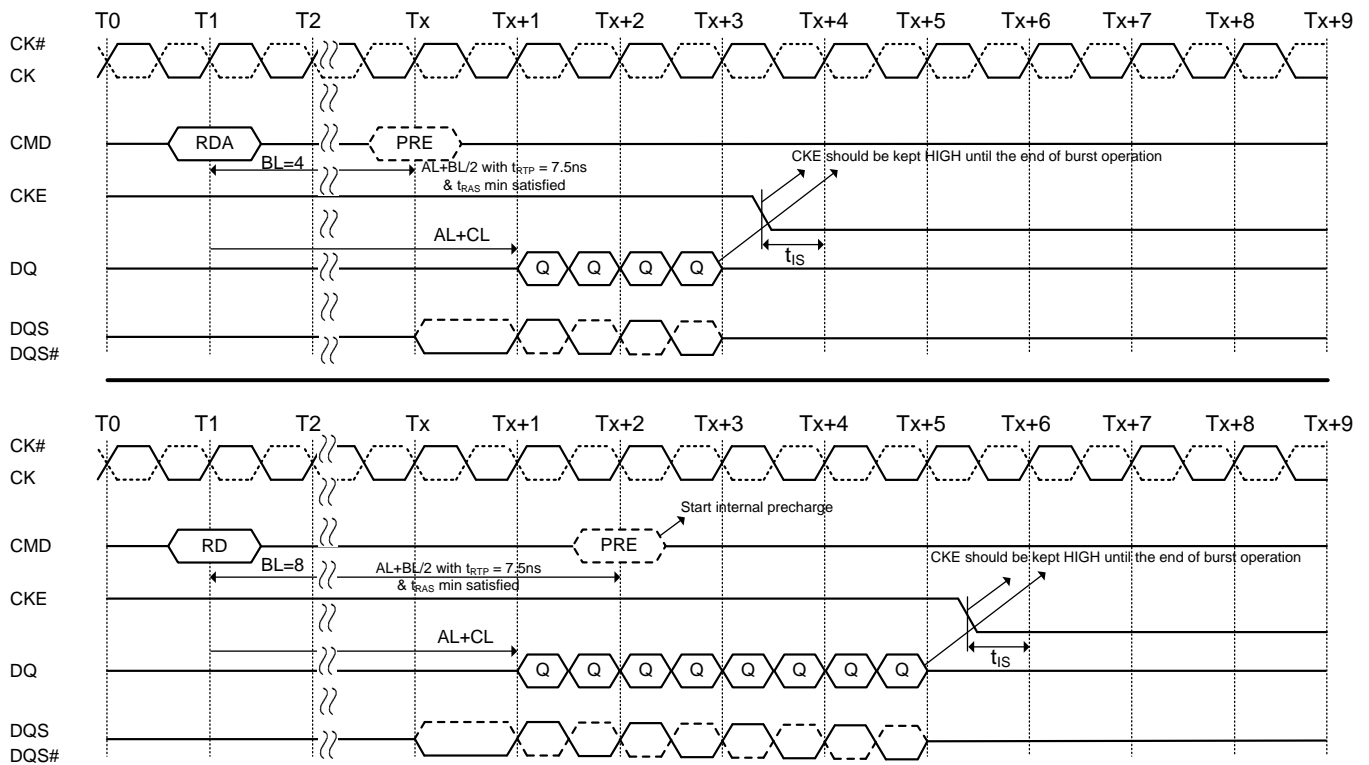 T0 T1 T2 Tx Tx+1 Tx+2 Tx+3 Tx+4 Tx+5 Tx+6 Tx+7 Tx+8 Tx+9
CK#
CK
CMD RDA PRE
CKE should be kept HIGH until the end of burst operation
BL=4 AL+BL/2 with tRTP = 7.5ns
& tRAS min satisfied
CKE
AL+CL
tIS
DQ Q Q Q Q
DQS
DQS#
T0 T1 T2 Tx Tx+1 Tx+2 Tx+3 Tx+4 Tx+5 Tx+6 Tx+7 Tx+8 Tx+9
CK#
CK
Start internal precharge
CMD RD PRE
CKE should be kept HIGH until the end of burst operation
BL=8 AL+BL/2 with tRTP = 7.5ns
& tRAS min satisfied
CKE
AL+CL
tIS
DQ Q Q Q Q Q Q Q Q
DQS
DQS#